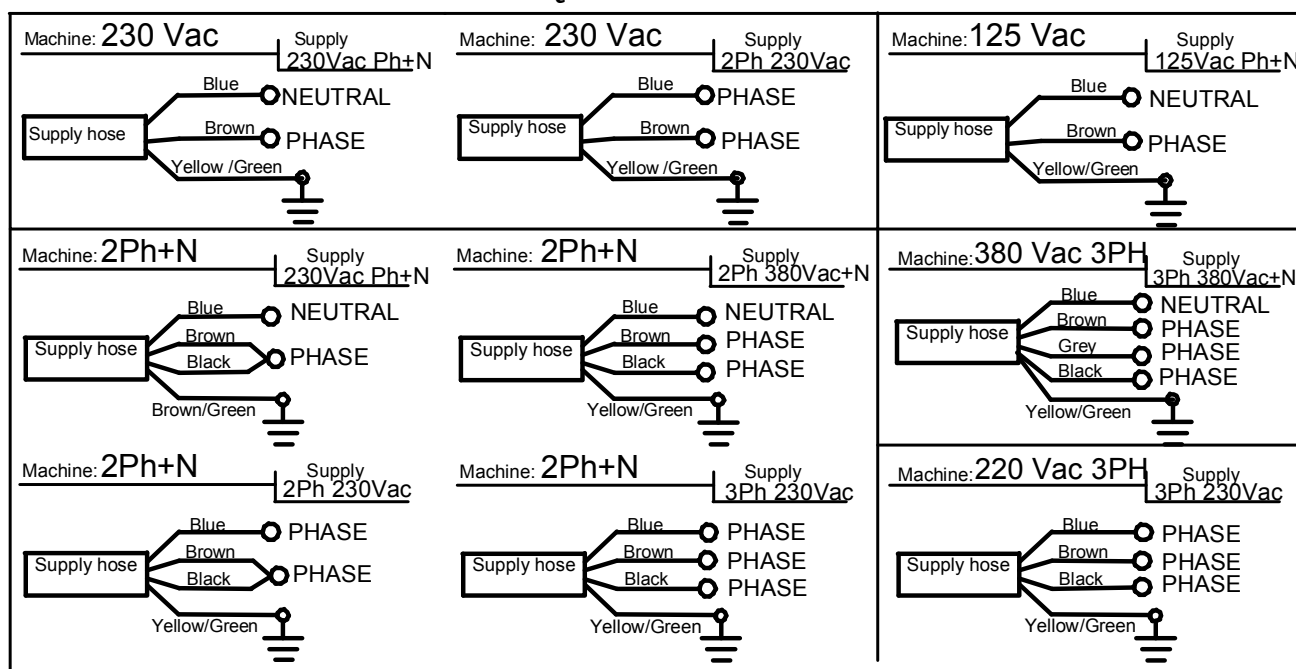 Machine: 230 Vac
Supply
230Vac Ph+N
Blue
NEUTRAL
Supply hose
Brown
PHASE
Yellow /Green
Machine: 230 Vac
Supply
2Ph 230Vac
Blue
PHASE
Supply hose
Brown
PHASE
Yellow /Green
Machine: 125 Vac
Supply
125Vac Ph+N
Blue
NEUTRAL
Supply hose
Brown
PHASE
Yellow/Green
Machine: 2Ph+N
Supply
230Vac Ph+N
Blue
NEUTRAL
Supply hose
Brown
Black
PHASE
Brown/Green
Machine: 2Ph+N
Supply
2Ph 380Vac+N
Blue
NEUTRAL
Supply hose
Brown
PHASE
Black
PHASE
Yellow/Green
Machine: 380 Vac 3PH
Supply
3Ph 380Vac+N
Blue
NEUTRAL
Supply hose
Brown
PHASE
Grey
PHASE
Black
PHASE
Yellow/Green
Machine: 2Ph+N
Supply
2Ph 230Vac
Blue
PHASE
Supply hose
Brown
Black
PHASE
Yellow/Green
Machine: 2Ph+N
Supply
3Ph 230Vac
Blue
PHASE
Supply hose
Brown
PHASE
Black
PHASE
Yellow/Green
Machine: 220 Vac 3PH
Supply
3Ph 230Vac
Blue
PHASE
Supply hose
Brown
PHASE
Black
PHASE
Yellow/Green